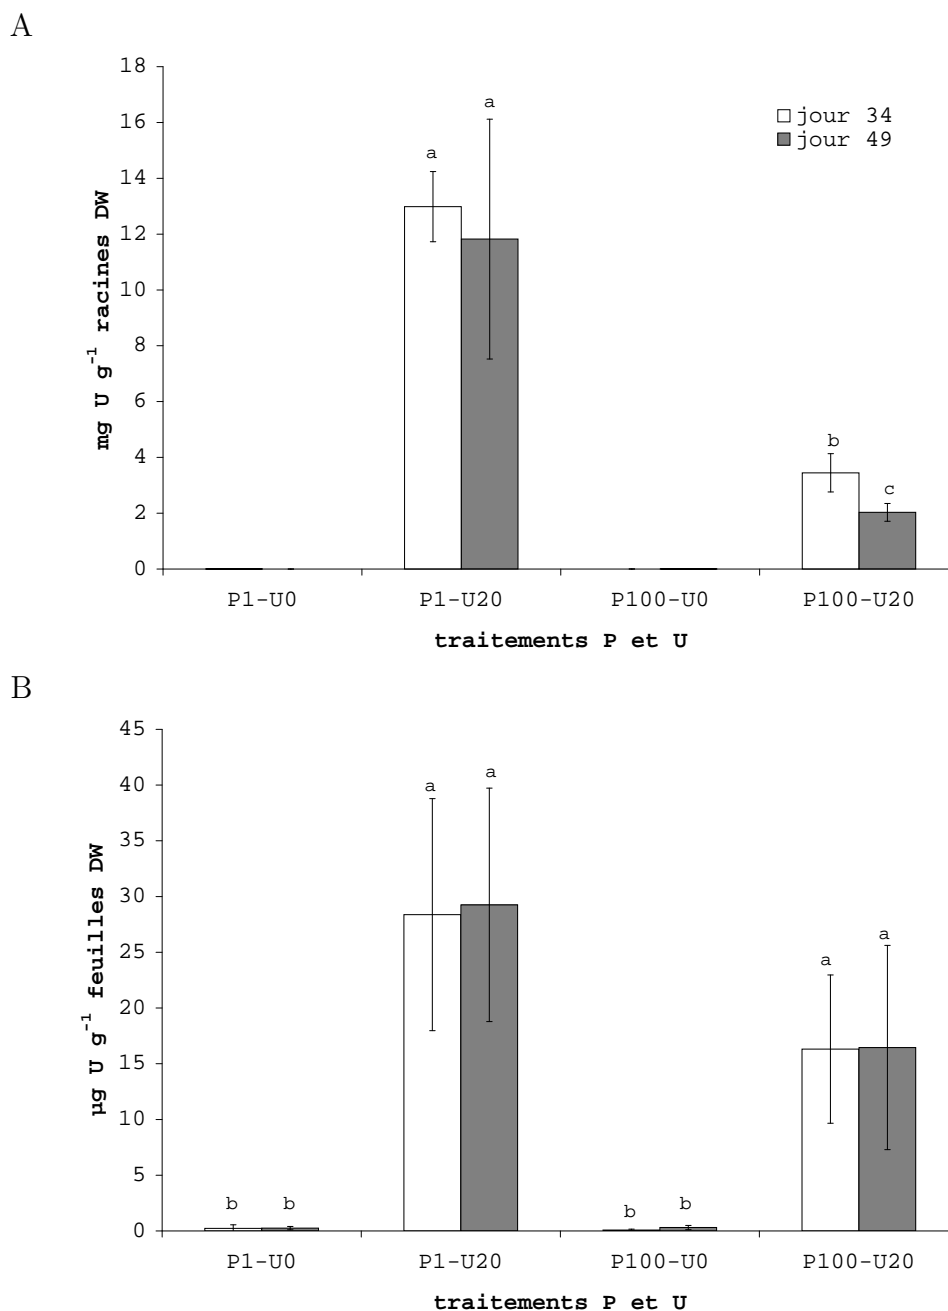 A
18
16
14
12
10
8
6
4
2
0
mg U g⁻¹ racines DW
a
a
b
c
jour 34
jour 49
P1-U0 P1-U20 P100-U0 P100-U20
traitements P et U
B
45
40
35
30
25
20
15
10
5
0
µg U g⁻¹ feuilles DW
b b
a a
b b
a a
P1-U0 P1-U20 P100-U0 P100-U20
traitements P et U